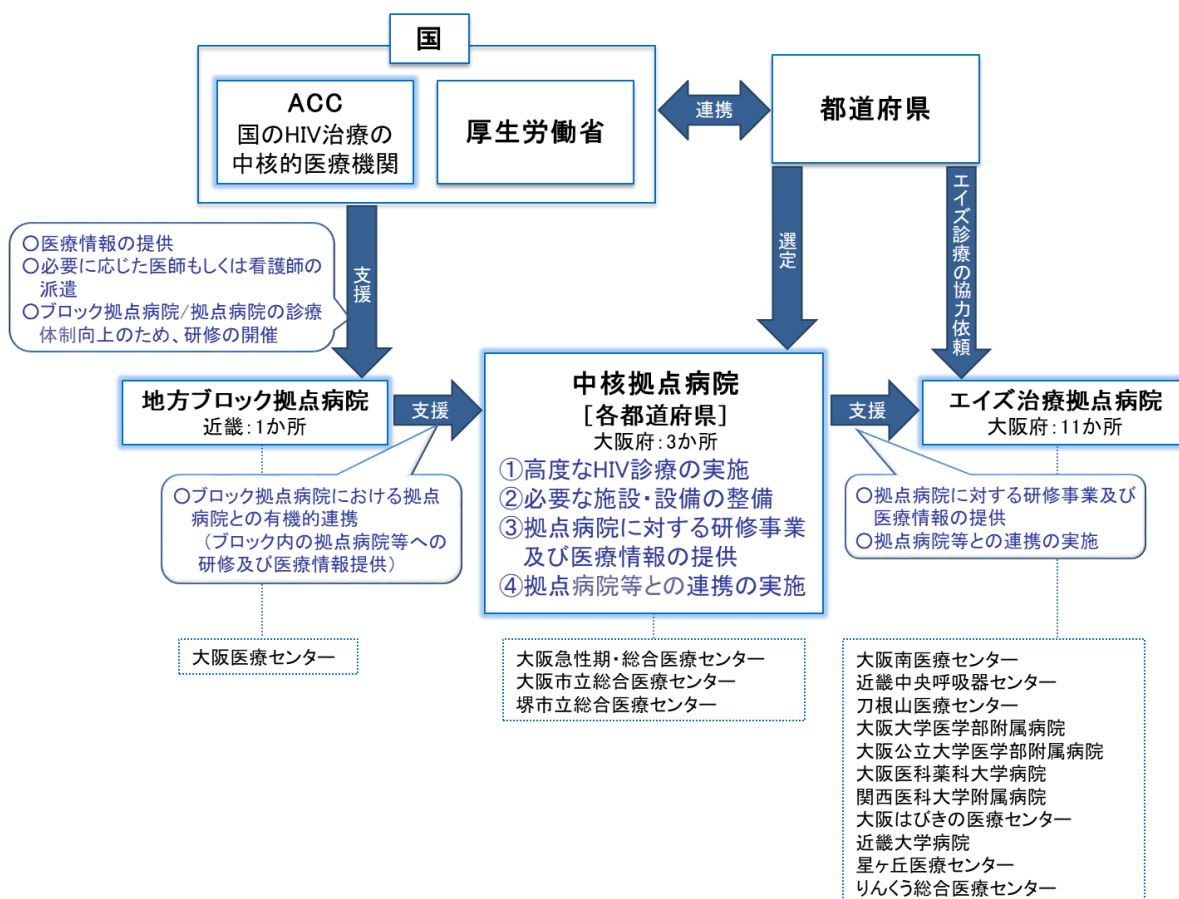 国
ACC
国のHIV治療の
中核的医療機関
厚生労働省
連携
都道府県
○医療情報の提供
○必要に応じた医師もしくは看護師の
派遣
○ブロック拠点病院/拠点病院の診療
体制向上のため、研修の開催
支援
選定
エイズ診療の協力依頼
地方ブロック拠点病院
近畿:1か所
支援
中核拠点病院
[各都道府県]
大阪府:3か所
①高度なHIV診療の実施
②必要な施設・設備の整備
③拠点病院に対する研修事業
及び医療情報の提供
④拠点病院等との連携の実施
支援
エイズ治療拠点病院
大阪府:11か所
○ブロック拠点病院における拠点
病院との有機的連携
(ブロック内の拠点病院等への
研修及び医療情報提供)
○拠点病院に対する研修事業及び
医療情報の提供
○拠点病院等との連携の実施
大阪医療センター
大阪急性期・総合医療センター
大阪市立総合医療センター
堺市立総合医療センター
大阪南医療センター
近畿中央呼吸器センター
刀根山医療センター
大阪大学医学部附属病院
大阪公立大学医学部附属病院
大阪医科薬科大学病院
関西医科大学附属病院
大阪はびきの医療センター
近畿大学病院
星ヶ丘医療センター
りんくう総合医療センター